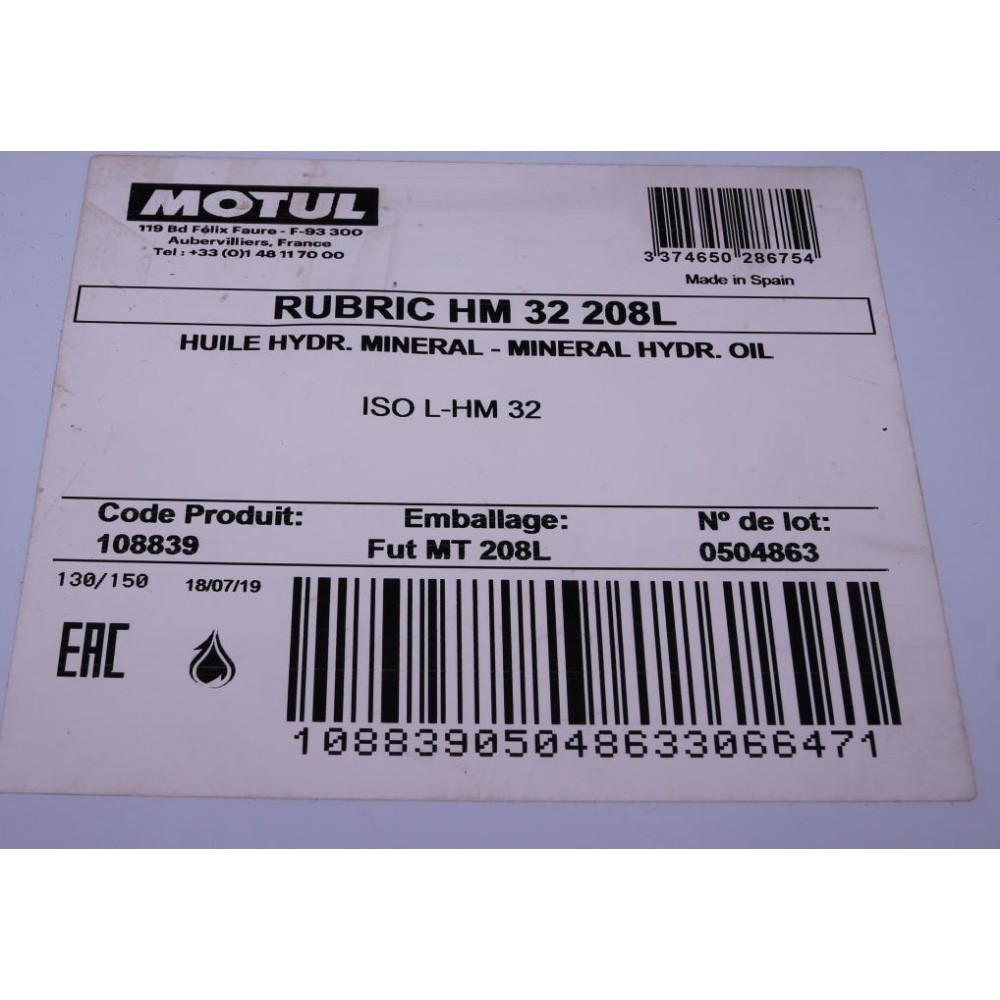 MOTUL
119 Bd Félix Faure - F-93 300
Aubervilliers, France
Tel : +33 (0)1 48 11 70 00
3 374650 286754
Made in Spain
RUBRIC HM 32 208L
HUILE HYDR. MINERAL - MINERAL HYDR. OIL
ISO L-HM 32
Code Produit: Emballage: Nº de lot:
108839 Fut MT 208L 0504863
130/150 18/07/19
EAC
10883905048633066471